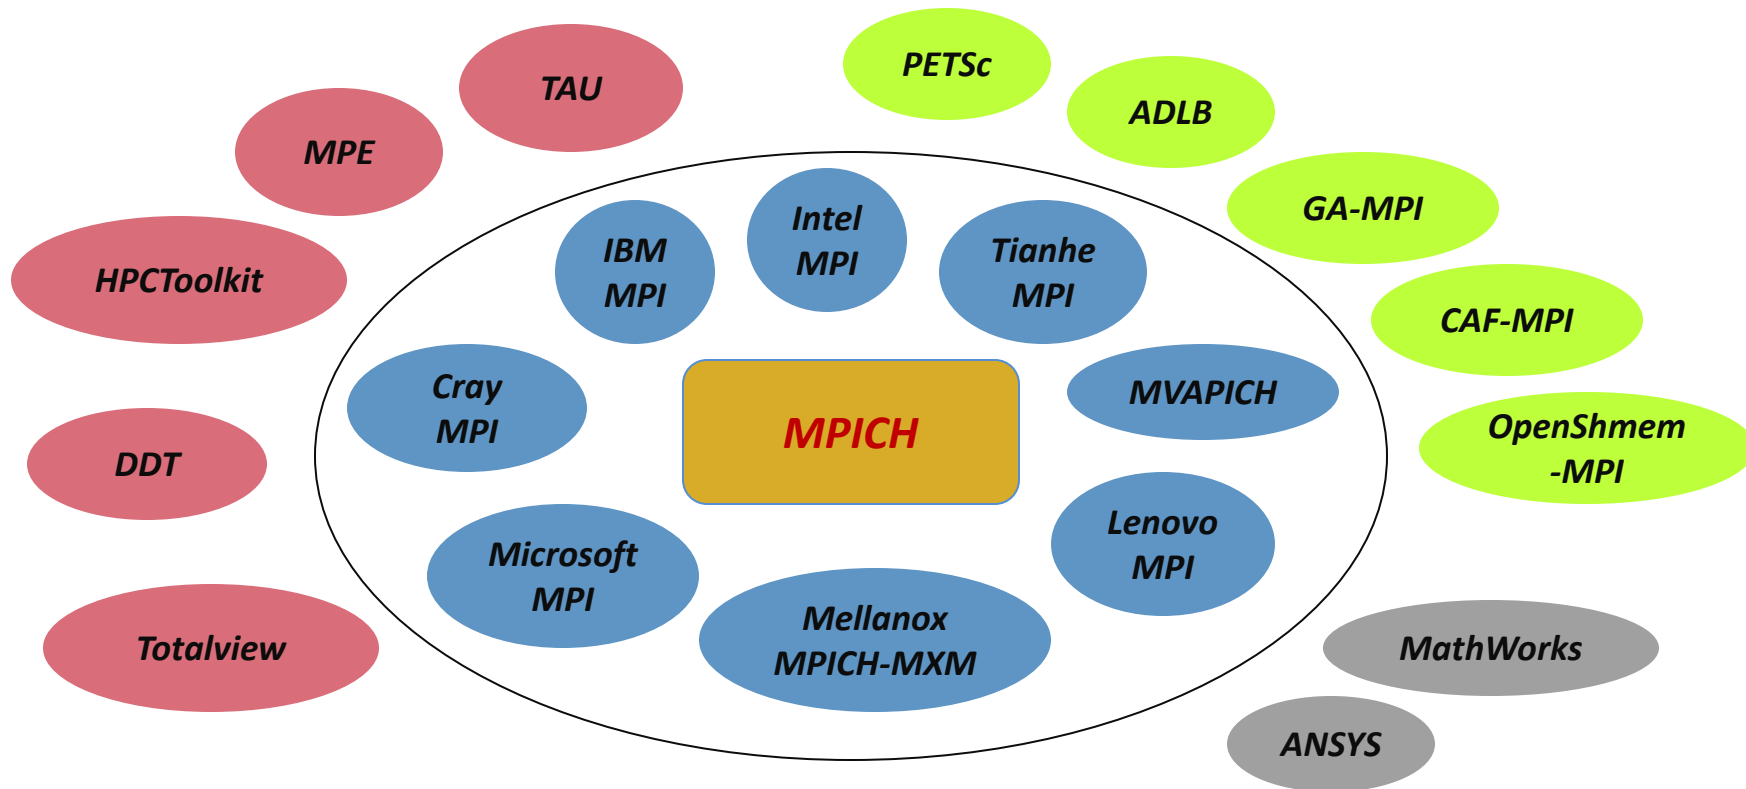 TAU
PETSc
ADLB
MPE
GA-MPI
Intel
MPI
IBM
MPI
Tianhe
MPI
HPCToolkit
CAF-MPI
Cray
MPI
MPICH
MVAPICH
OpenShmem
-MPI
DDT
Lenovo
MPI
Microsoft
MPI
Mellanox
MPICH-MXM
Totalview
MathWorks
ANSYS